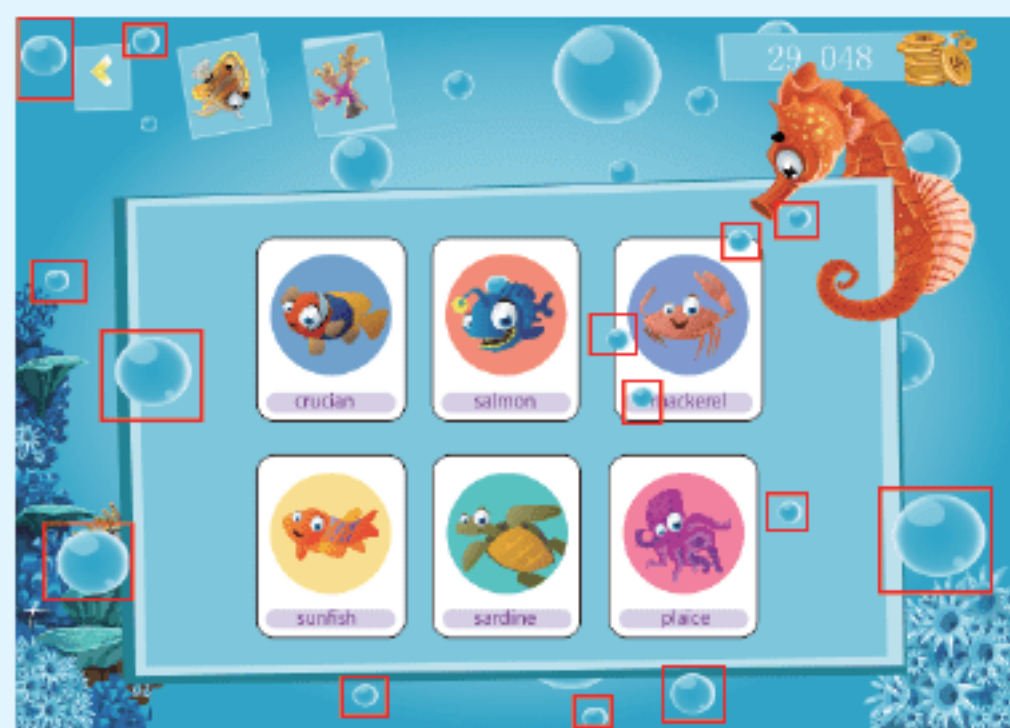 29 048
crucian
salmon
mackerel
sunfish
sardine
plaice